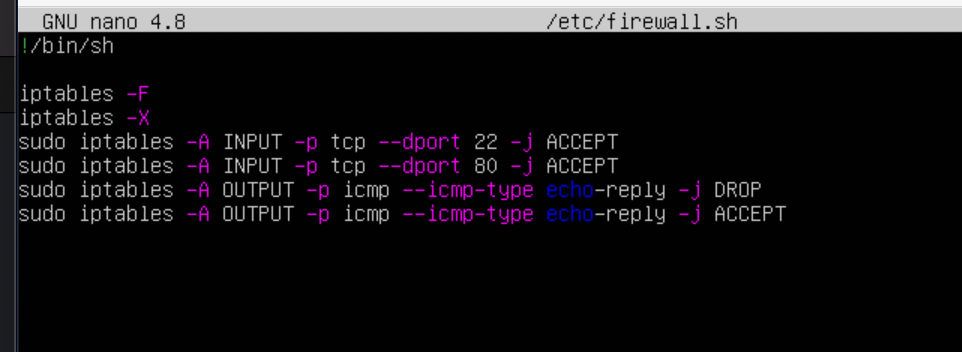 GNU nano 4.8 /etc/firewall.sh
!/bin/sh
iptables -F
iptables -X
sudo iptables -A INPUT -p tcp --dport 22 -j ACCEPT
sudo iptables -A INPUT -p tcp --dport 80 -j ACCEPT
sudo iptables -A OUTPUT -p icmp --icmp-type echo-reply -j DROP
sudo iptables -A OUTPUT -p icmp --icmp-type echo-reply -j ACCEPT